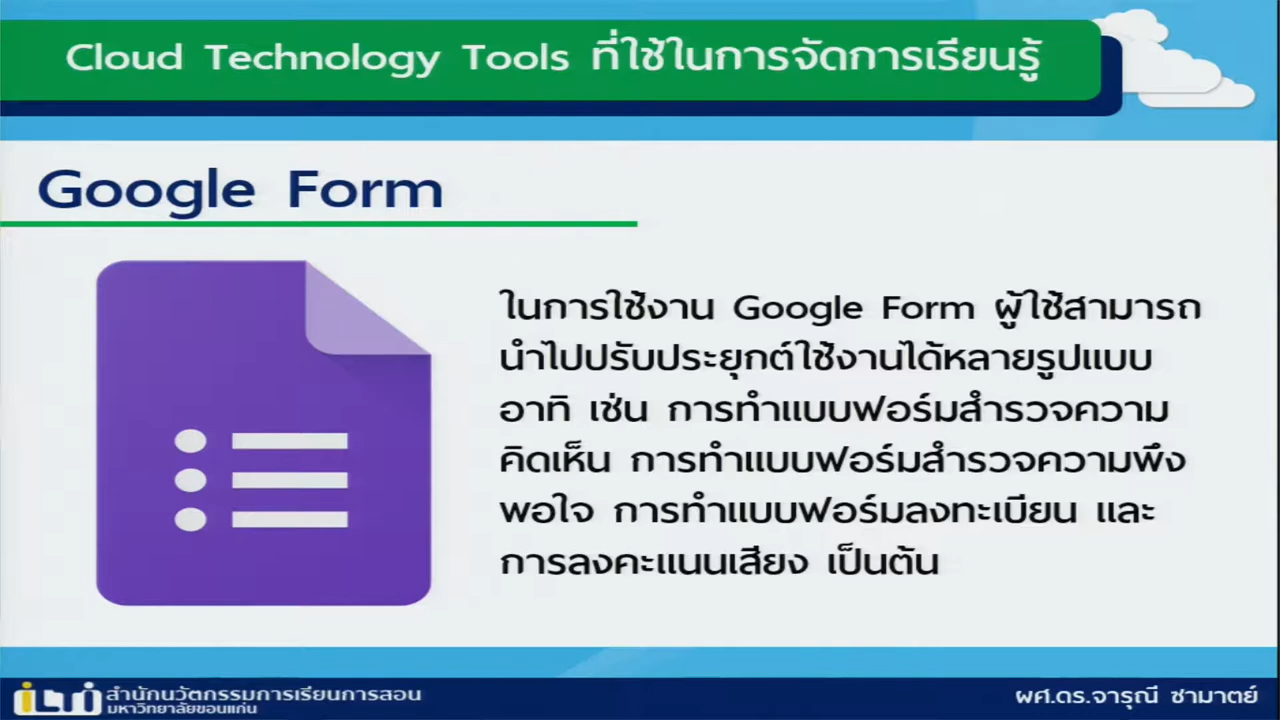 Cloud Technology Tools ที่ใช้ในการจัดการเรียนรู้
Google Form
ในการใช้งาน Google Form ผู้ใช้สามารถ
นำไปปรับประยุกต์ใช้งานได้หลายรูปแบบ
อาทิ เช่น การทำแบบฟอร์มสำรวจความ
คิดเห็น การทำแบบฟอร์มสำรวจความพึง
พอใจ การทำแบบฟอร์มลงทะเบียน และ
การลงคะแนนเสียง เป็นต้น
สำนักนวัตกรรมการเรียนการสอน
มหาวิทยาลัยขอนแก่น
ผศ.ดร.จารุณี ซามาตย์